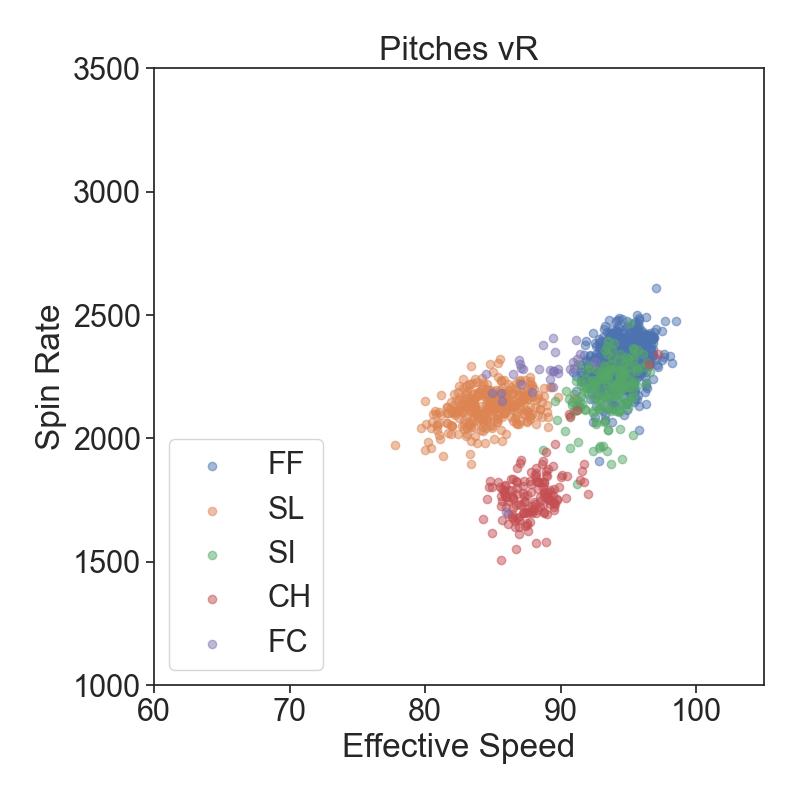 Pitches vR
3500
3000
2500
2000
1500
1000
Spin Rate
FF
SL
SI
CH
FC
60 70 80 90 100
Effective Speed